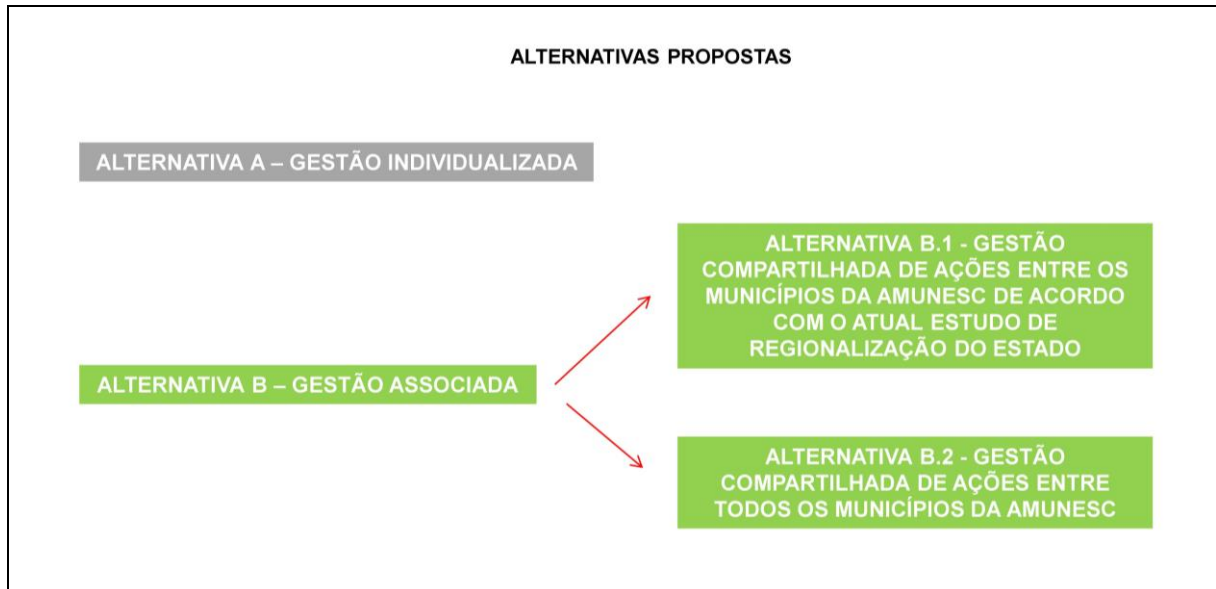 ALTERNATIVAS PROPOSTAS
ALTERNATIVA A – GESTÃO INDIVIDUALIZADA
ALTERNATIVA B – GESTÃO ASSOCIADA
ALTERNATIVA B.1 - GESTÃO
COMPARTILHADA DE AÇÕES ENTRE OS
MUNICÍPIOS DA AMUNESC DE ACORDO
COM O ATUAL ESTUDO DE
REGIONALIZAÇÃO DO ESTADO
ALTERNATIVA B.2 - GESTÃO
COMPARTILHADA DE AÇÕES ENTRE
TODOS OS MUNICÍPIOS DA AMUNESC